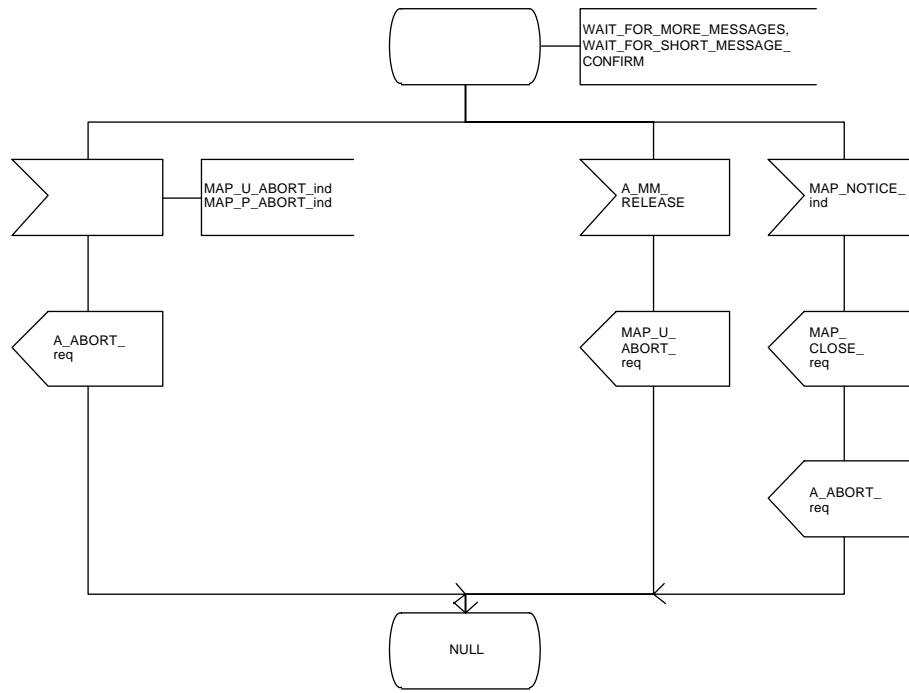 WAIT_FOR_MORE_MESSAGES,
WAIT_FOR_SHORT_MESSAGE_
CONFIRM
MAP_U_ABORT_ind
MAP_P_ABORT_ind
A_MM_
RELEASE
MAP_NOTICE_
ind
A_ABORT_
req
MAP_U_
ABORT_
req
MAP_
CLOSE_
req
A_ABORT_
req
NULL